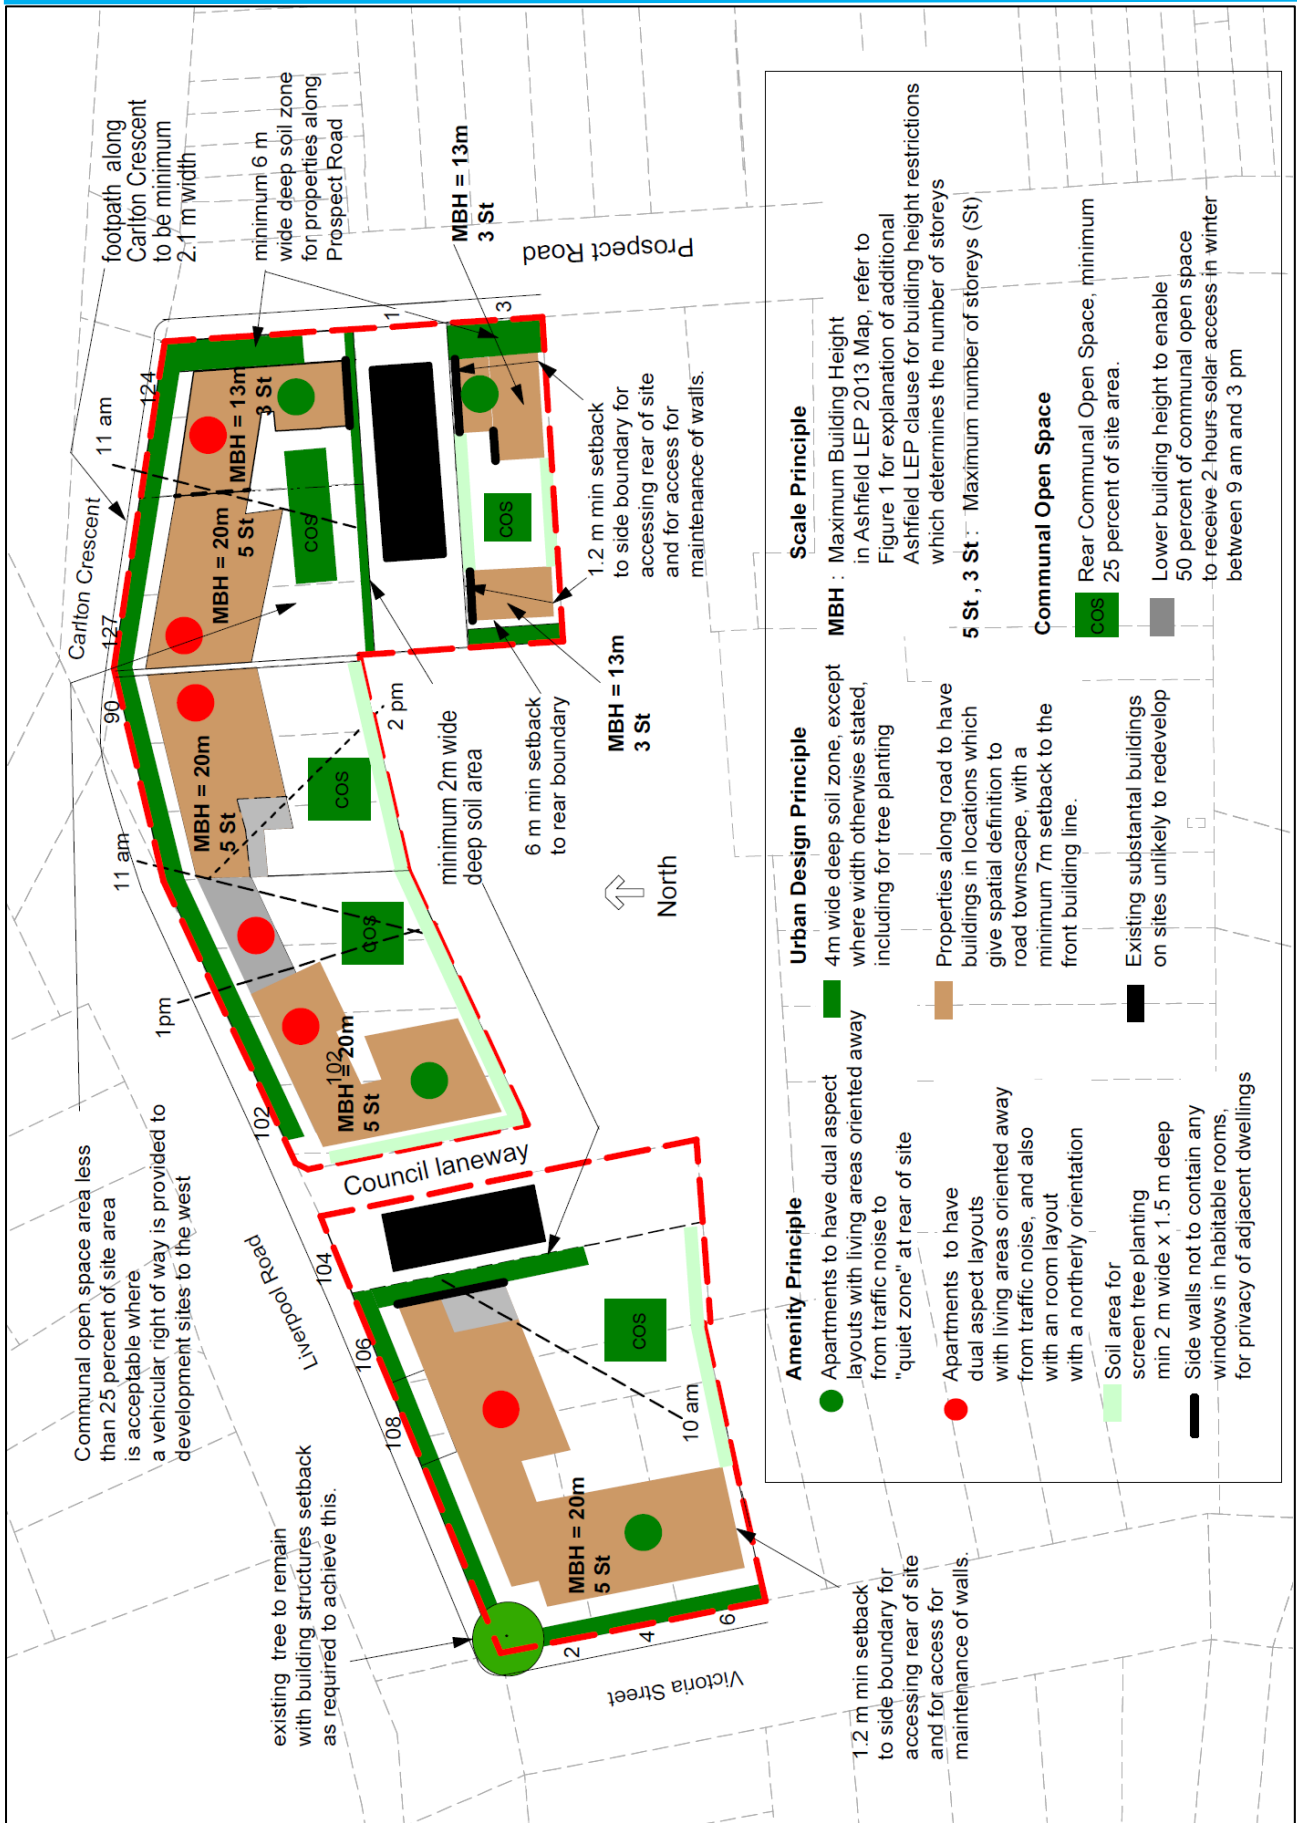 footpath along
Carlton Crescent
to be minimum
2.1 m width
minimum 6 m
wide deep soil zone
for properties along
Prospect Road
MBH = 13m
3 St
Prospect Road
Carlton Crescent
11 am
124
127
90
1
3
MBH = 13m
3 St
MBH = 20m
5 St
COS
COS
1.2 m min setback
to side boundary for
accessing rear of site
and for access for
maintenance of walls.
MBH = 13m
3 St
6 m min setback
to rear boundary
minimum 2m wide
deep soil area
2 pm
MBH = 20m
5 St
COS
11 am
1pm
COS
102
MBH = 20m
5 St
102
North
Communal open space area less
than 25 percent of site area
is acceptable where
a vehicular right of way is provided to
development sites to the west
Council laneway
Liverpool Road
104
106
108
COS
10 am
MBH = 20m
5 St
existing tree to remain
with building structures setback
as required to achieve this.
2
4
6
Victoria Street
1.2 m min setback
to side boundary for
accessing rear of site
and for access for
maintenance of walls.
Amenity Principle
Apartments to have dual aspect
layouts with living areas oriented away
from traffic noise to
"quiet zone" at rear of site
Apartments to have
dual aspect layouts
with living areas oriented away
from traffic noise, and also
with an room layout
with a northerly orientation
Soil area for
screen tree planting
min 2 m wide x 1.5 m deep
Side walls not to contain any
windows in habitable rooms,
for privacy of adjacent dwellings
Urban Design Principle
4m wide deep soil zone, except
where width otherwise stated,
including for tree planting
Properties along road to have
buildings in locations which
give spatial definition to
road townscape, with a
minimum 7m setback to the
front building line.
Existing substantal buildings
on sites unlikely to redevelop
Scale Principle
MBH : Maximum Building Height
in Ashfield LEP 2013 Map, refer to
Figure 1 for explanation of additional
Ashfield LEP clause for building height restrictions
which determines the number of storeys
5 St , 3 St : Maximum number of storeys (St)
Communal Open Space
COS
Rear Communal Open Space, minimum
25 percent of site area.
Lower building height to enable
50 percent of communal open space
to receive 2 hours solar access in winter
between 9 am and 3 pm